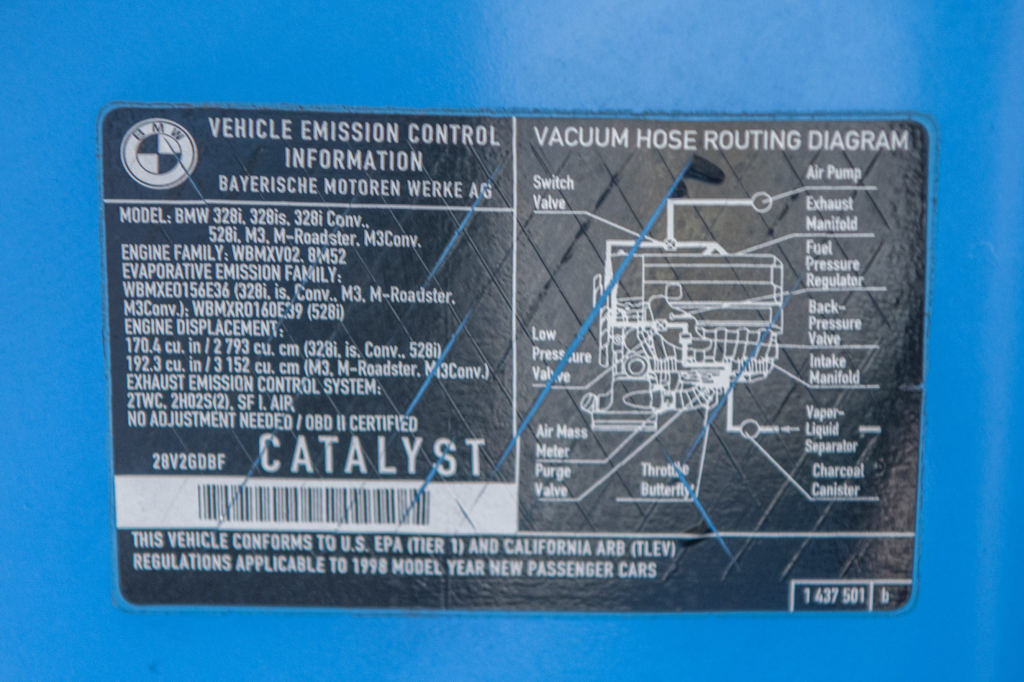 BMW
VEHICLE EMISSION CONTROL
INFORMATION
BAYERISCHE MOTOREN WERKE AG
MODEL: BMW 328i, 328is, 328i Conv.,
528i, M3, M-Roadster, M3Conv.
ENGINE FAMILY: WBMXV02. 8M52
EVAPORATIVE EMISSION FAMILY:
WBMXE0156E36 (328i, is, Conv., M3, M-Roadster,
M3Conv.); WBMXR0160E39 (528i)
ENGINE DISPLACEMENT:
170.4 cu. in / 2 793 cu. cm (328i, is, Conv., 528i)
192.3 cu. in / 3 152 cu. cm (M3, M-Roadster, M3Conv.)
EXHAUST EMISSION CONTROL SYSTEM:
2TWC, 2HO2S(2), SF I, AIR
NO ADJUSTMENT NEEDED / OBD II CERTIFIED
28V2GDBF CATALYST
VACUUM HOSE ROUTING DIAGRAM
Switch
Valve
Air Pump
Exhaust
Manifold
Fuel
Pressure
Regulator
Back-
Pressure
Valve
Intake
Manifold
Low
Pressure
Valve
Air Mass
Meter
Purge
Valve
Throttle
Butterfly
Vaper-
Liquid
Separator
Charcoal
Canister
THIS VEHICLE CONFORMS TO U.S. EPA (TIER 1) AND CALIFORNIA ARB (TLEV)
REGULATIONS APPLICABLE TO 1998 MODEL YEAR NEW PASSENGER CARS
1 437 501 b